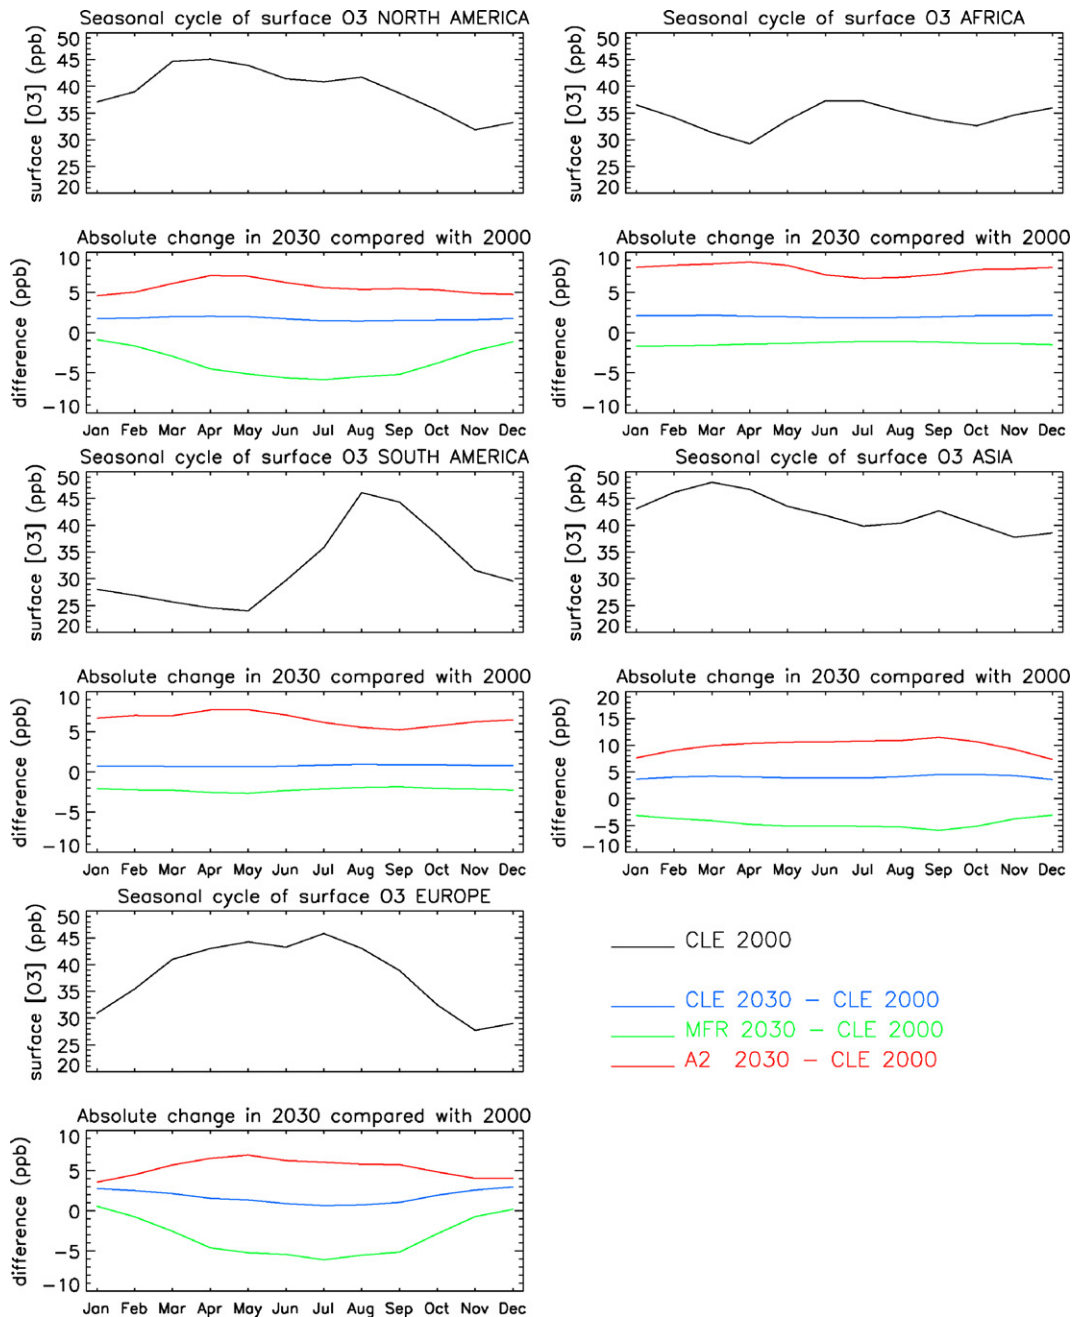 Seasonal cycle of surface O3 NORTH AMERICA
surface [O3] (ppb)
50
45
40
35
30
25
20
Absolute change in 2030 compared with 2000
difference (ppb)
10
5
0
−5
−10
Jan Feb Mar Apr May Jun Jul Aug Sep Oct Nov Dec
Seasonal cycle of surface O3 AFRICA
surface [O3] (ppb)
50
45
40
35
30
25
20
Absolute change in 2030 compared with 2000
difference (ppb)
10
5
0
−5
−10
Jan Feb Mar Apr May Jun Jul Aug Sep Oct Nov Dec
Seasonal cycle of surface O3 SOUTH AMERICA
surface [O3] (ppb)
50
45
40
35
30
25
20
Absolute change in 2030 compared with 2000
difference (ppb)
10
5
0
−5
−10
Jan Feb Mar Apr May Jun Jul Aug Sep Oct Nov Dec
Seasonal cycle of surface O3 ASIA
surface [O3] (ppb)
50
45
40
35
30
25
20
Absolute change in 2030 compared with 2000
difference (ppb)
20
15
10
5
0
−5
−10
Jan Feb Mar Apr May Jun Jul Aug Sep Oct Nov Dec
Seasonal cycle of surface O3 EUROPE
surface [O3] (ppb)
50
45
40
35
30
25
20
Absolute change in 2030 compared with 2000
difference (ppb)
10
5
0
−5
−10
Jan Feb Mar Apr May Jun Jul Aug Sep Oct Nov Dec
CLE 2000
CLE 2030 − CLE 2000
MFR 2030 − CLE 2000
A2 2030 − CLE 2000